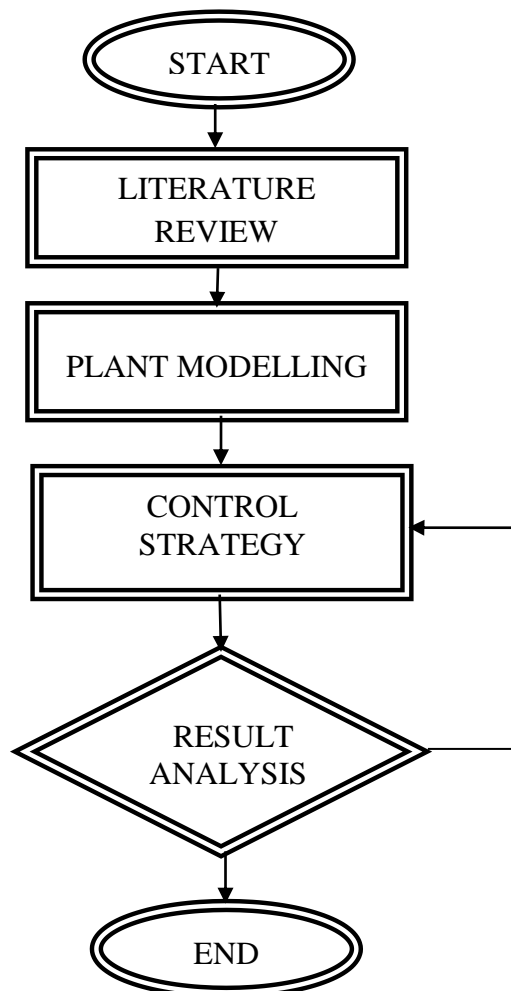 START
LITERATURE
REVIEW
PLANT MODELLING
CONTROL
STRATEGY
RESULT
ANALYSIS
END